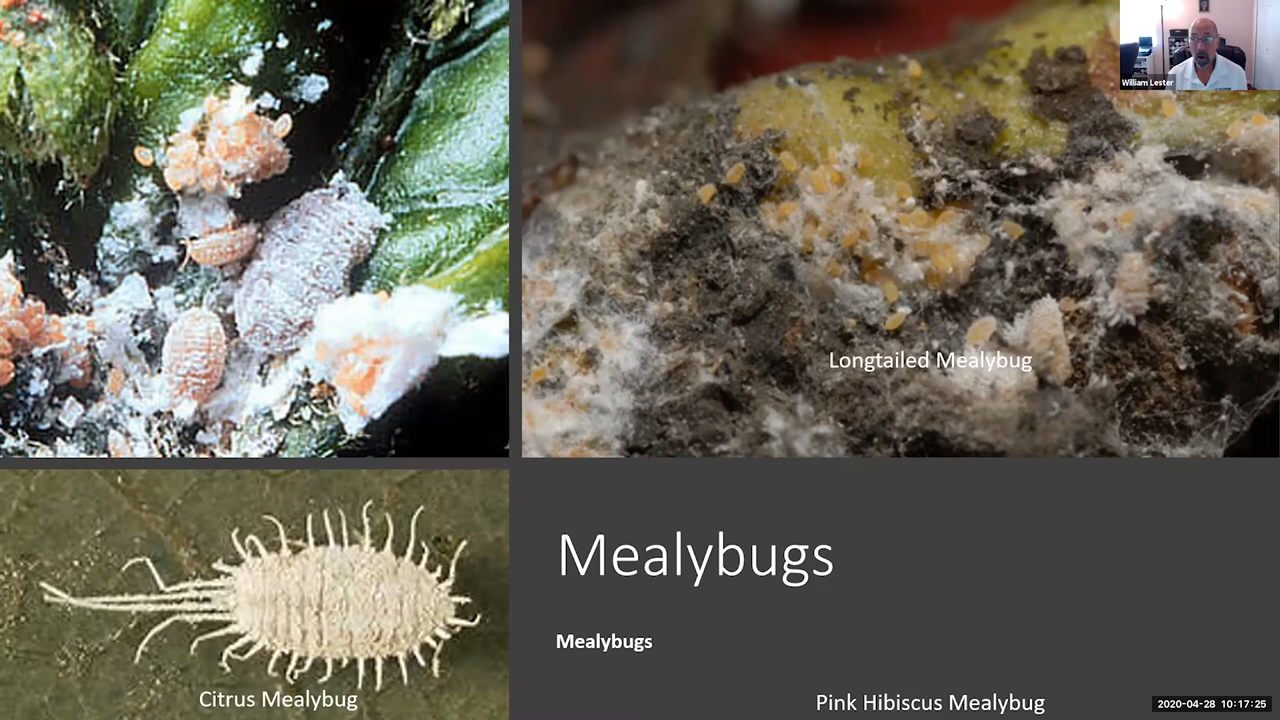 William Lester
Longtailed Mealybug
Mealybugs
Mealybugs
Citrus Mealybug
Pink Hibiscus Mealybug
2020-04-28 10:17:25